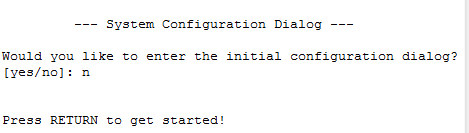 --- System Configuration Dialog ---
Would you like to enter the initial configuration dialog?
[yes/no]: n
Press RETURN to get started!